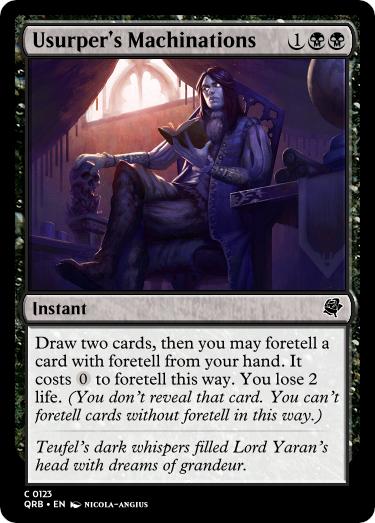 Usurper's Machinations 1
Instant
Draw two cards, then you may foretell a
card with foretell from your hand. It
costs 0 to foretell this way. You lose 2
life. (You don't reveal that card. You can't
foretell cards without foretell in this way.)
Teufel's dark whispers filled Lord Yaran's
head with dreams of grandeur.
C 0123
QRB • EN NICOLA-ANGIUS